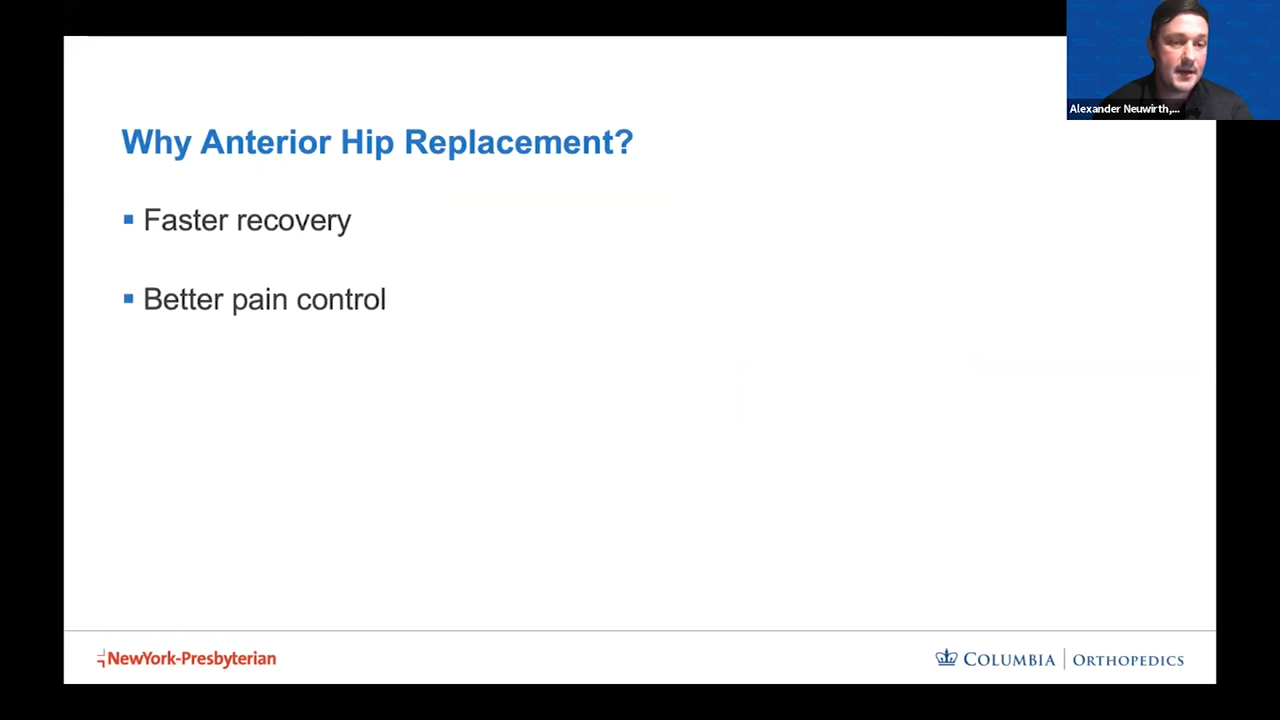 Alexander Neuwirth,...
Why Anterior Hip Replacement?
▪ Faster recovery
▪ Better pain control
NewYork-Presbyterian
COLUMBIA | ORTHOPEDICS